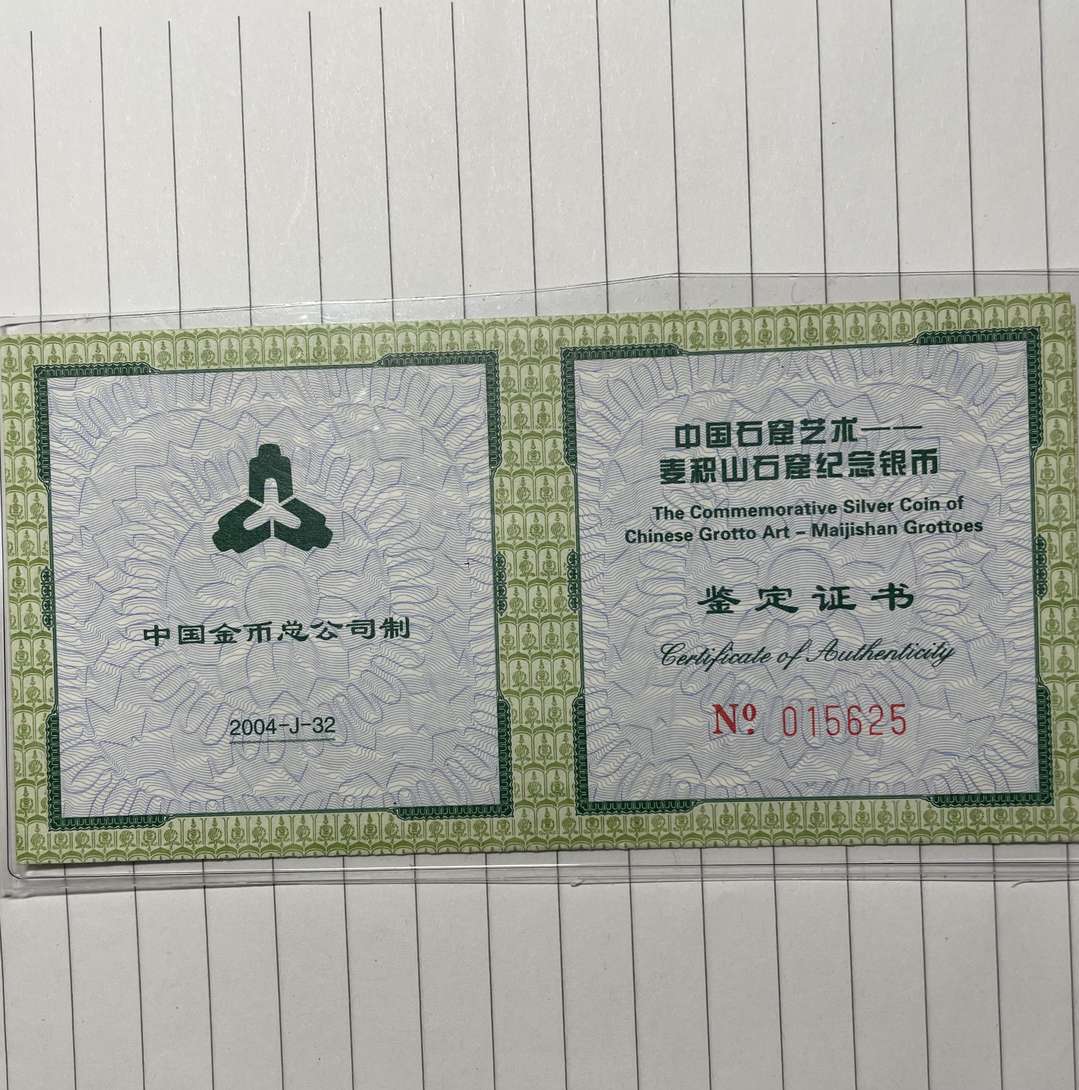 中国金币总公司制
2004-J-32
中国石窟艺术——
麦积山石窟纪念银币
The Commemorative Silver Coin of
Chinese Grotto Art – Maijishan Grottoes
鉴定证书
Certificate of Authenticity
Nº. 015625